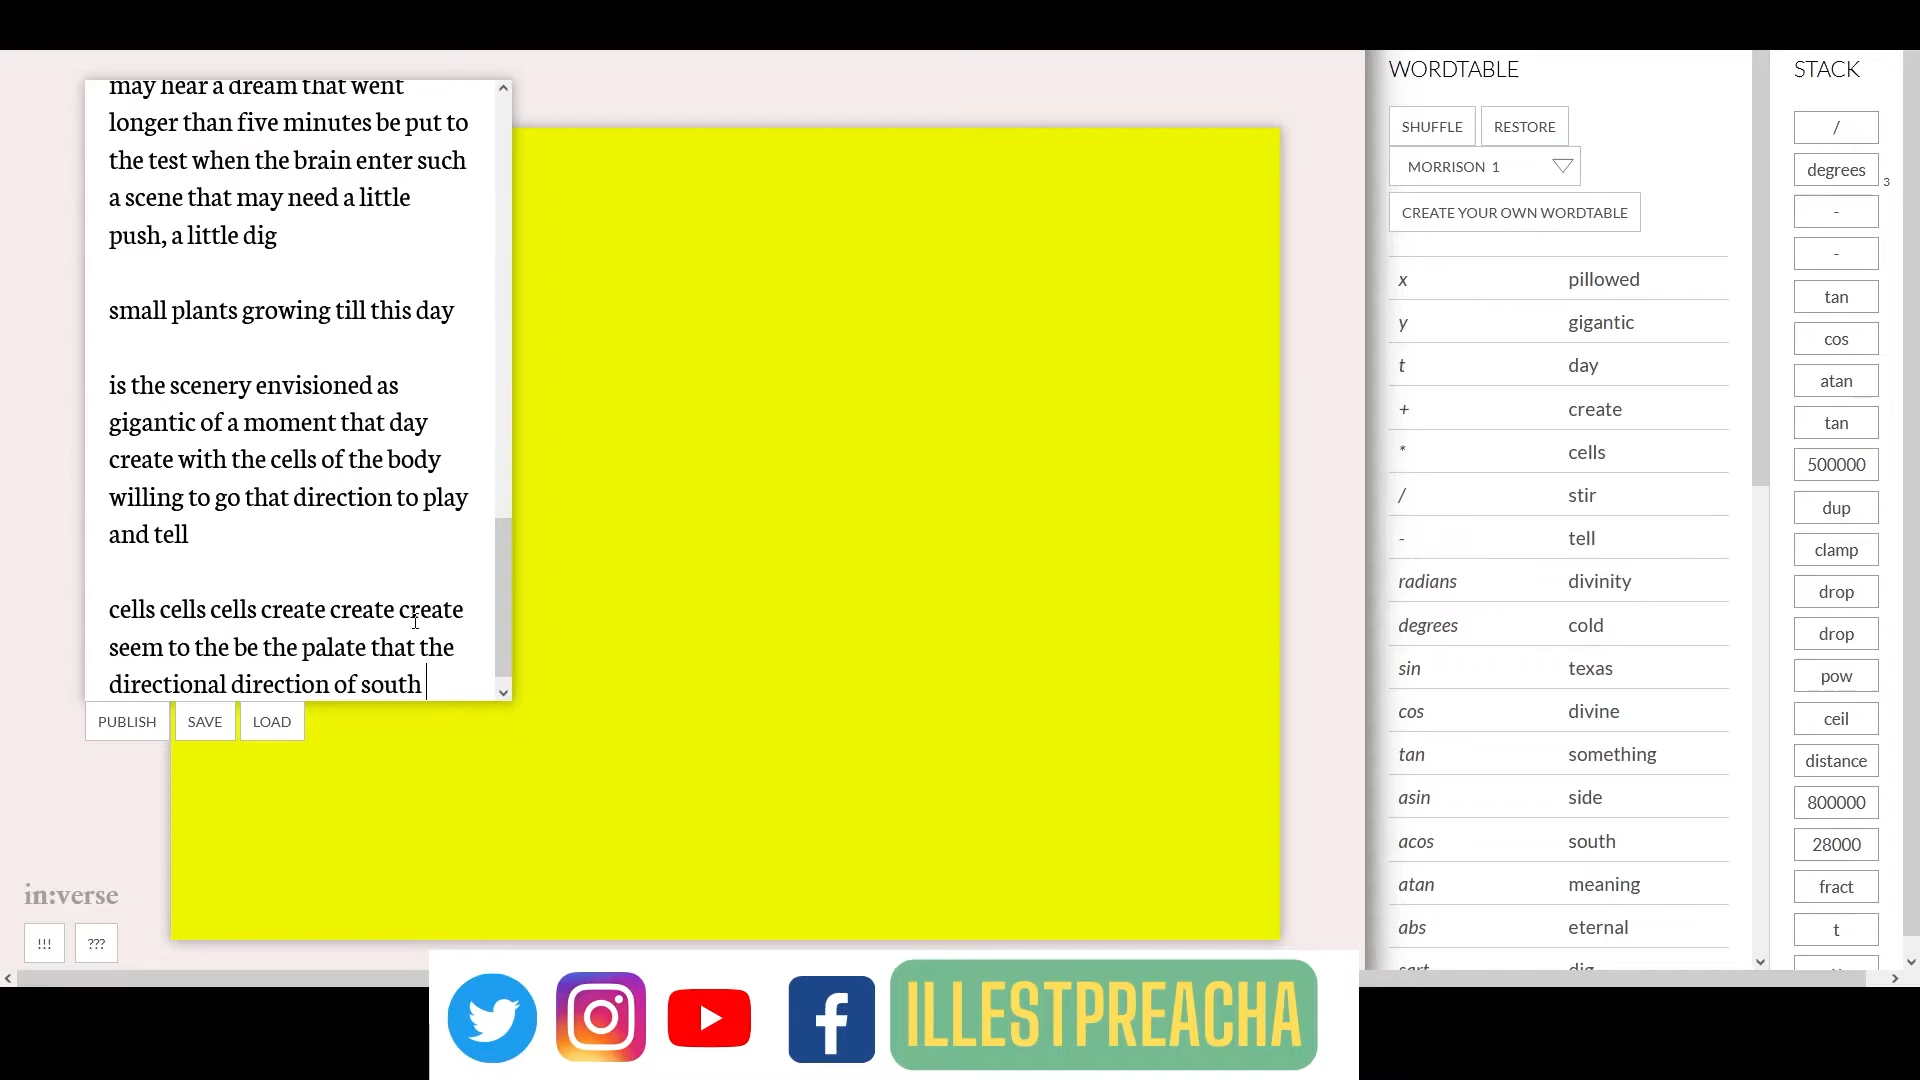 may hear a dream that went
longer than five minutes be put to
the test when the brain enter such
a scene that may need a little
push, a little dig
small plants growing till this day
is the scenery envisioned as
gigantic of a moment that day
create with the cells of the body
willing to go that direction to play
and tell
cells cells cells create create create
seem to the be the palate that the
directional direction of south
PUBLISH SAVE LOAD
in:verse
!!! ???
WORDTABLE
SHUFFLE RESTORE
MORRISON 1
CREATE YOUR OWN WORDTABLE
x pillowed
y gigantic
t day
+ create
* cells
/ stir
- tell
radians divinity
degrees cold
sin texas
cos divine
tan something
asin side
acos south
atan meaning
abs eternal
sqrt dig
STACK
/
degrees 3
-
-
tan
cos
atan
tan
500000
dup
clamp
drop
drop
pow
ceil
distance
800000
28000
fract
t
ILLESTPREACHA